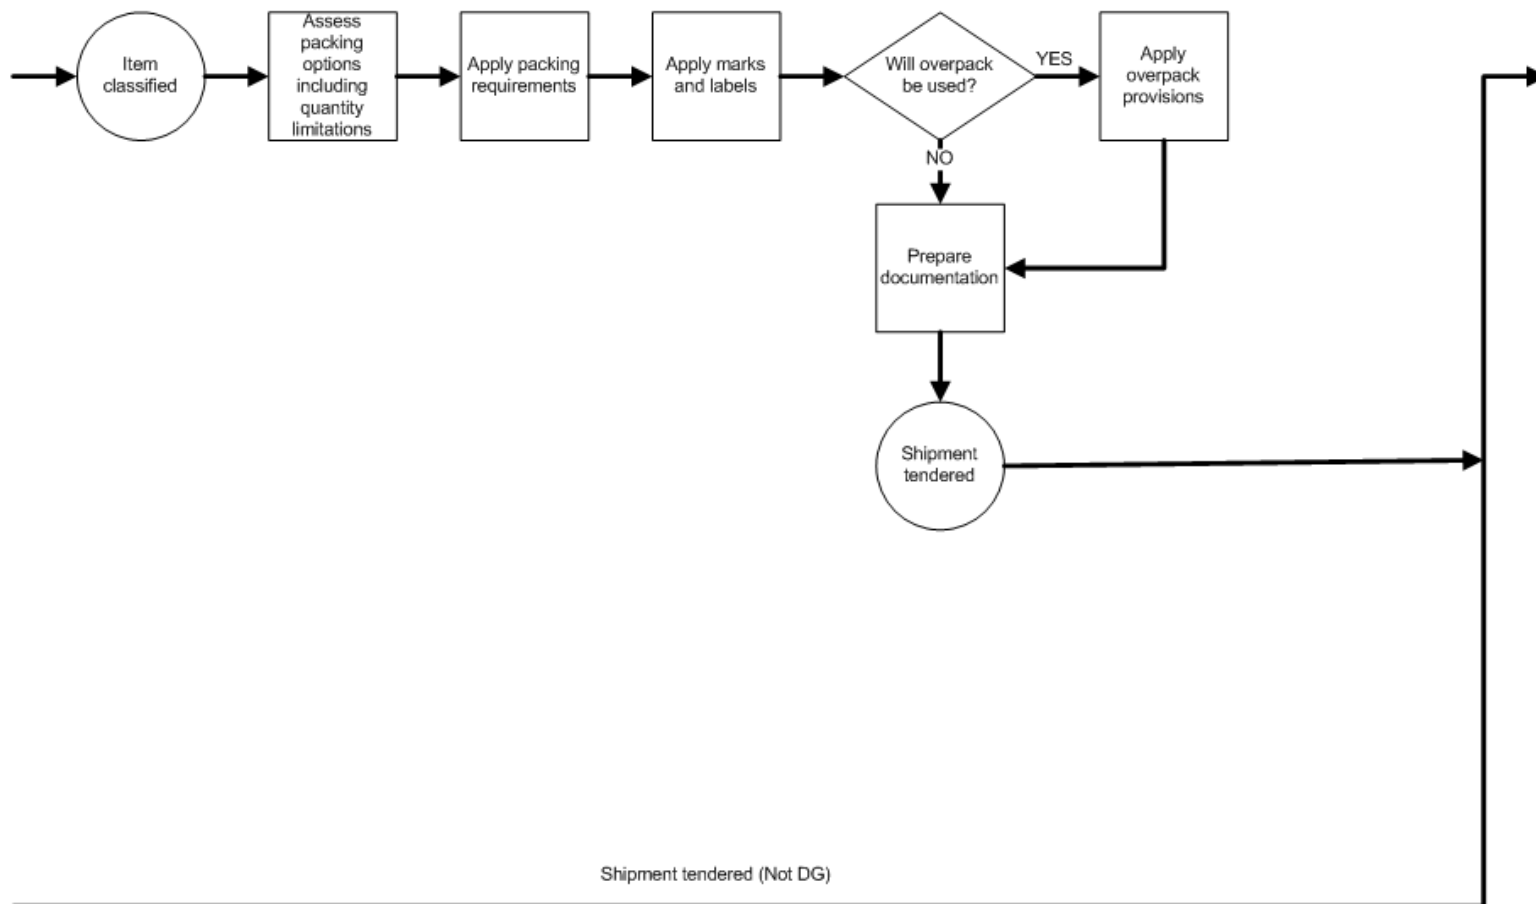 Item
classified
Assess
packing
options
including
quantity
limitations
Apply packing
requirements
Apply marks
and labels
Will overpack
be used?
YES
Apply
overpack
provisions
NO
Prepare
documentation
Shipment
tendered
Shipment tendered (Not DG)